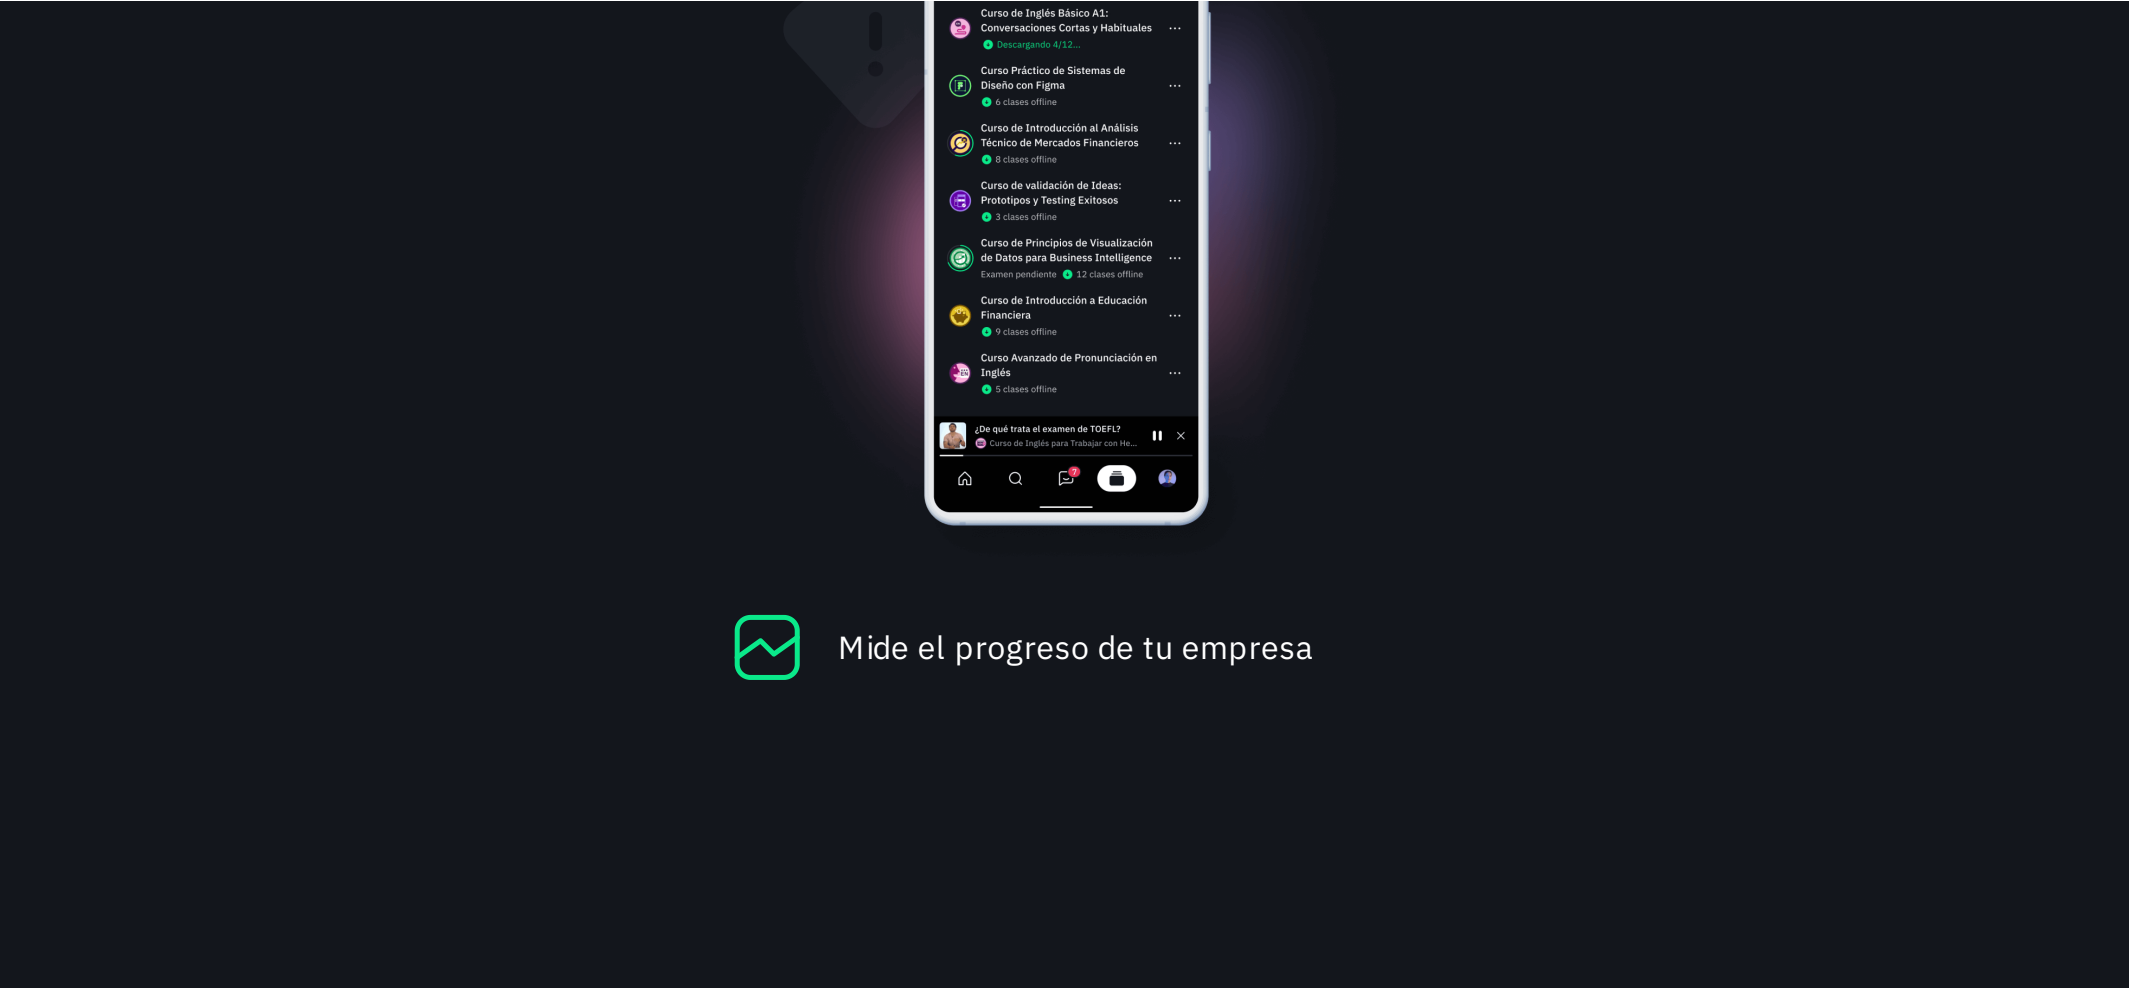 Curso de Inglés Básico A1:
Conversaciones Cortas y Habituales
Descargando 4/12...
Curso Práctico de Sistemas de
Diseño con Figma
6 clases offline
Curso de Introducción al Análisis
Técnico de Mercados Financieros
8 clases offline
Curso de validación de Ideas:
Prototipos y Testing Exitosos
3 clases offline
Curso de Principios de Visualización
de Datos para Business Intelligence
Examen pendiente 12 clases offline
Curso de Introducción a Educación
Financiera
9 clases offline
Curso Avanzado de Pronunciación en
Inglés
5 clases offline
¿De qué trata el examen de TOEFL?
Curso de Inglés para Trabajar con He...
7
Mide el progreso de tu empresa